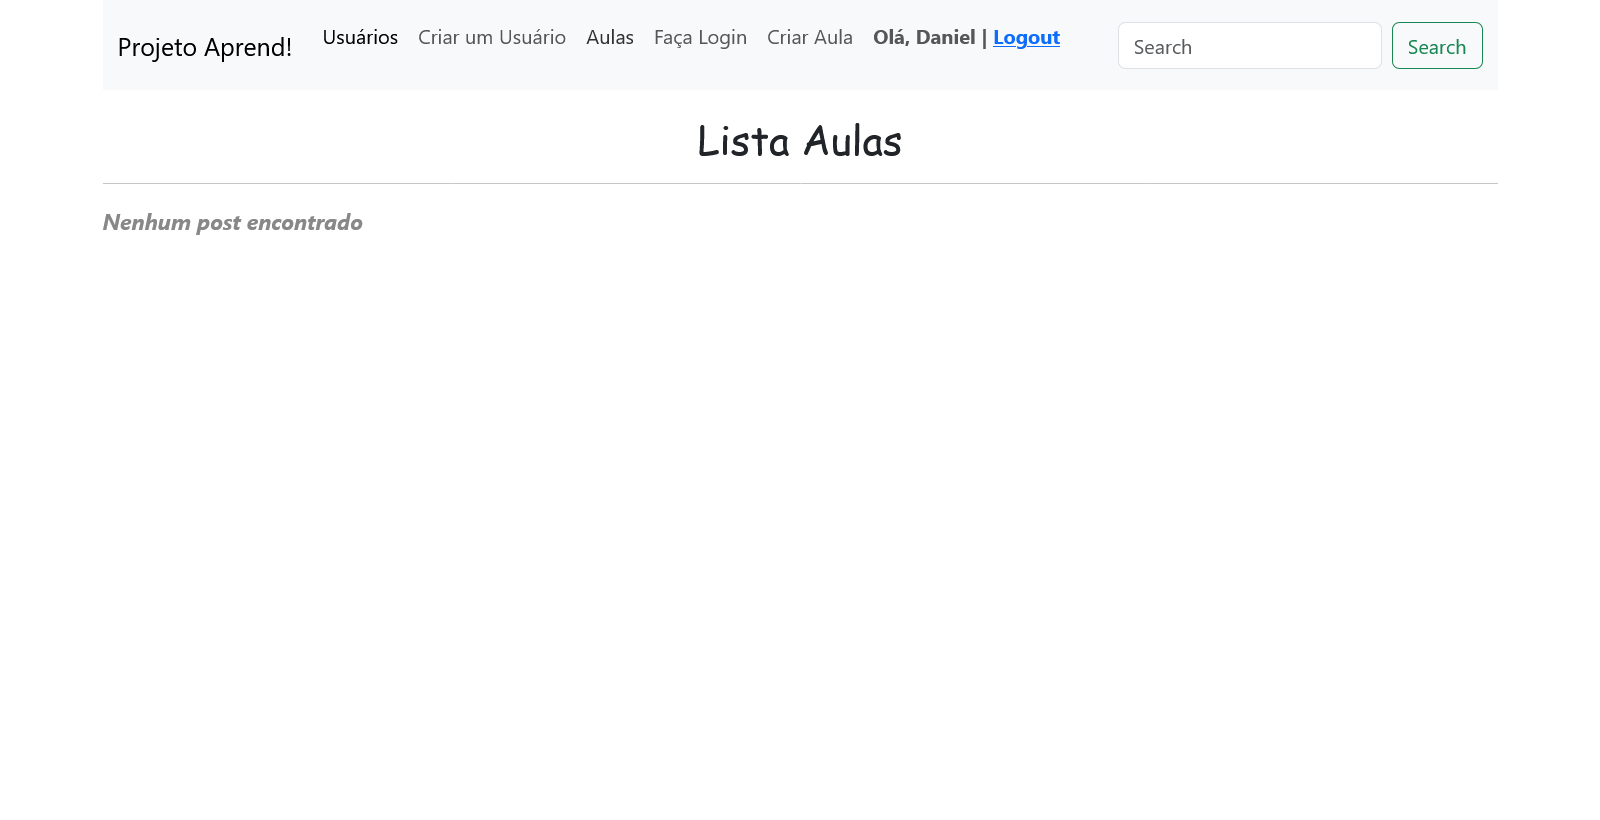 Projeto Aprend! Usuários Criar um Usuário Aulas Faça Login Criar Aula Olá, Daniel | Logout Search Search
Lista Aulas
Nenhum post encontrado